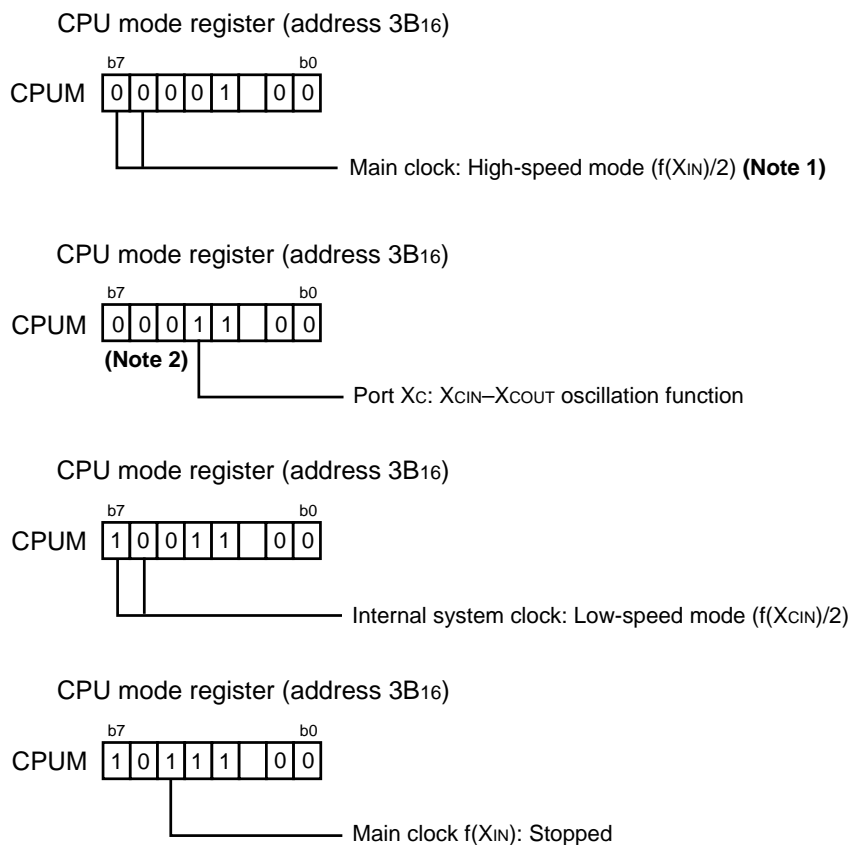 CPU mode register (address 3B16)
b7 b0
CPUM 0 0 0 0 1 0 0
Main clock: High-speed mode (f(XIN)/2) (Note 1)
CPU mode register (address 3B16)
b7 b0
CPUM 0 0 0 1 1 0 0
(Note 2)
Port XC: XCIN–XCOUT oscillation function
CPU mode register (address 3B16)
b7 b0
CPUM 1 0 0 1 1 0 0
Internal system clock: Low-speed mode (f(XCIN)/2)
CPU mode register (address 3B16)
b7 b0
CPUM 1 0 1 1 1 0 0
Main clock f(XIN): Stopped